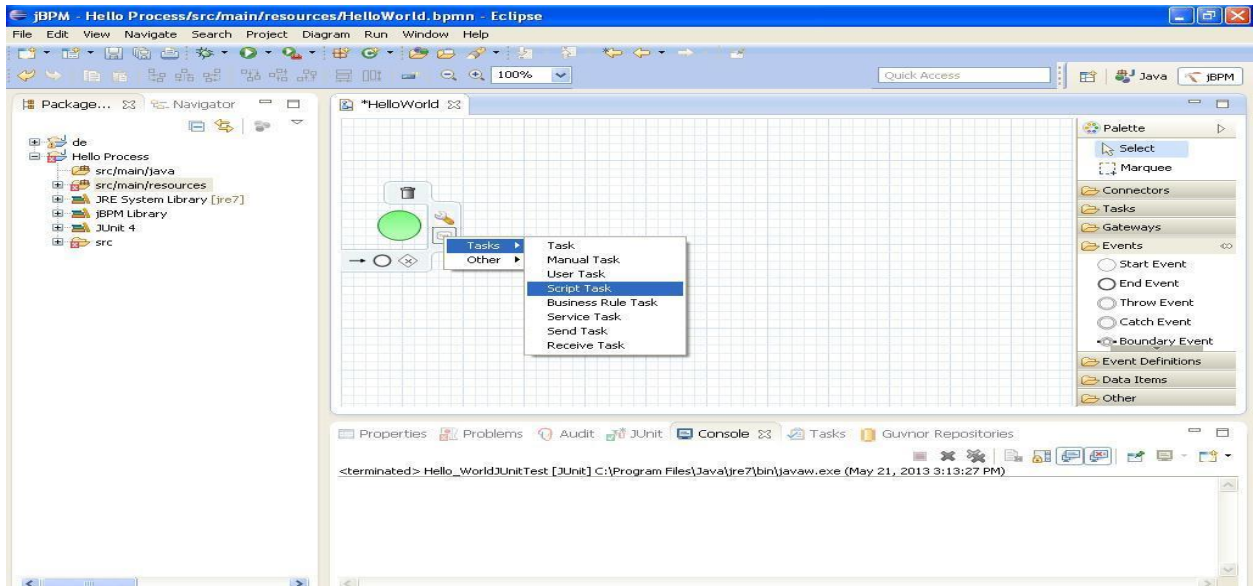 jBPM - Hello Process/src/main/resources/HelloWorld.bpmn - Eclipse
File Edit View Navigate Search Project Diagram Run Window Help
100%
Quick Access
Java
jBPM
Package...
Navigator
de
Hello Process
src/main/java
src/main/resources
JRE System Library [jre7]
jBPM Library
JUnit 4
src
*HelloWorld
Tasks
Other
Task
Manual Task
User Task
Script Task
Business Rule Task
Service Task
Send Task
Receive Task
Palette
Select
Marquee
Connectors
Tasks
Gateways
Events
Start Event
End Event
Throw Event
Catch Event
Boundary Event
Event Definitions
Data Items
Other
Properties Problems Audit JUnit Console Tasks Guvnor Repositories
<terminated> Hello_WorldJUnitTest [JUnit] C:\Program Files\Java\jre7\bin\javaw.exe (May 21, 2013 3:13:27 PM)